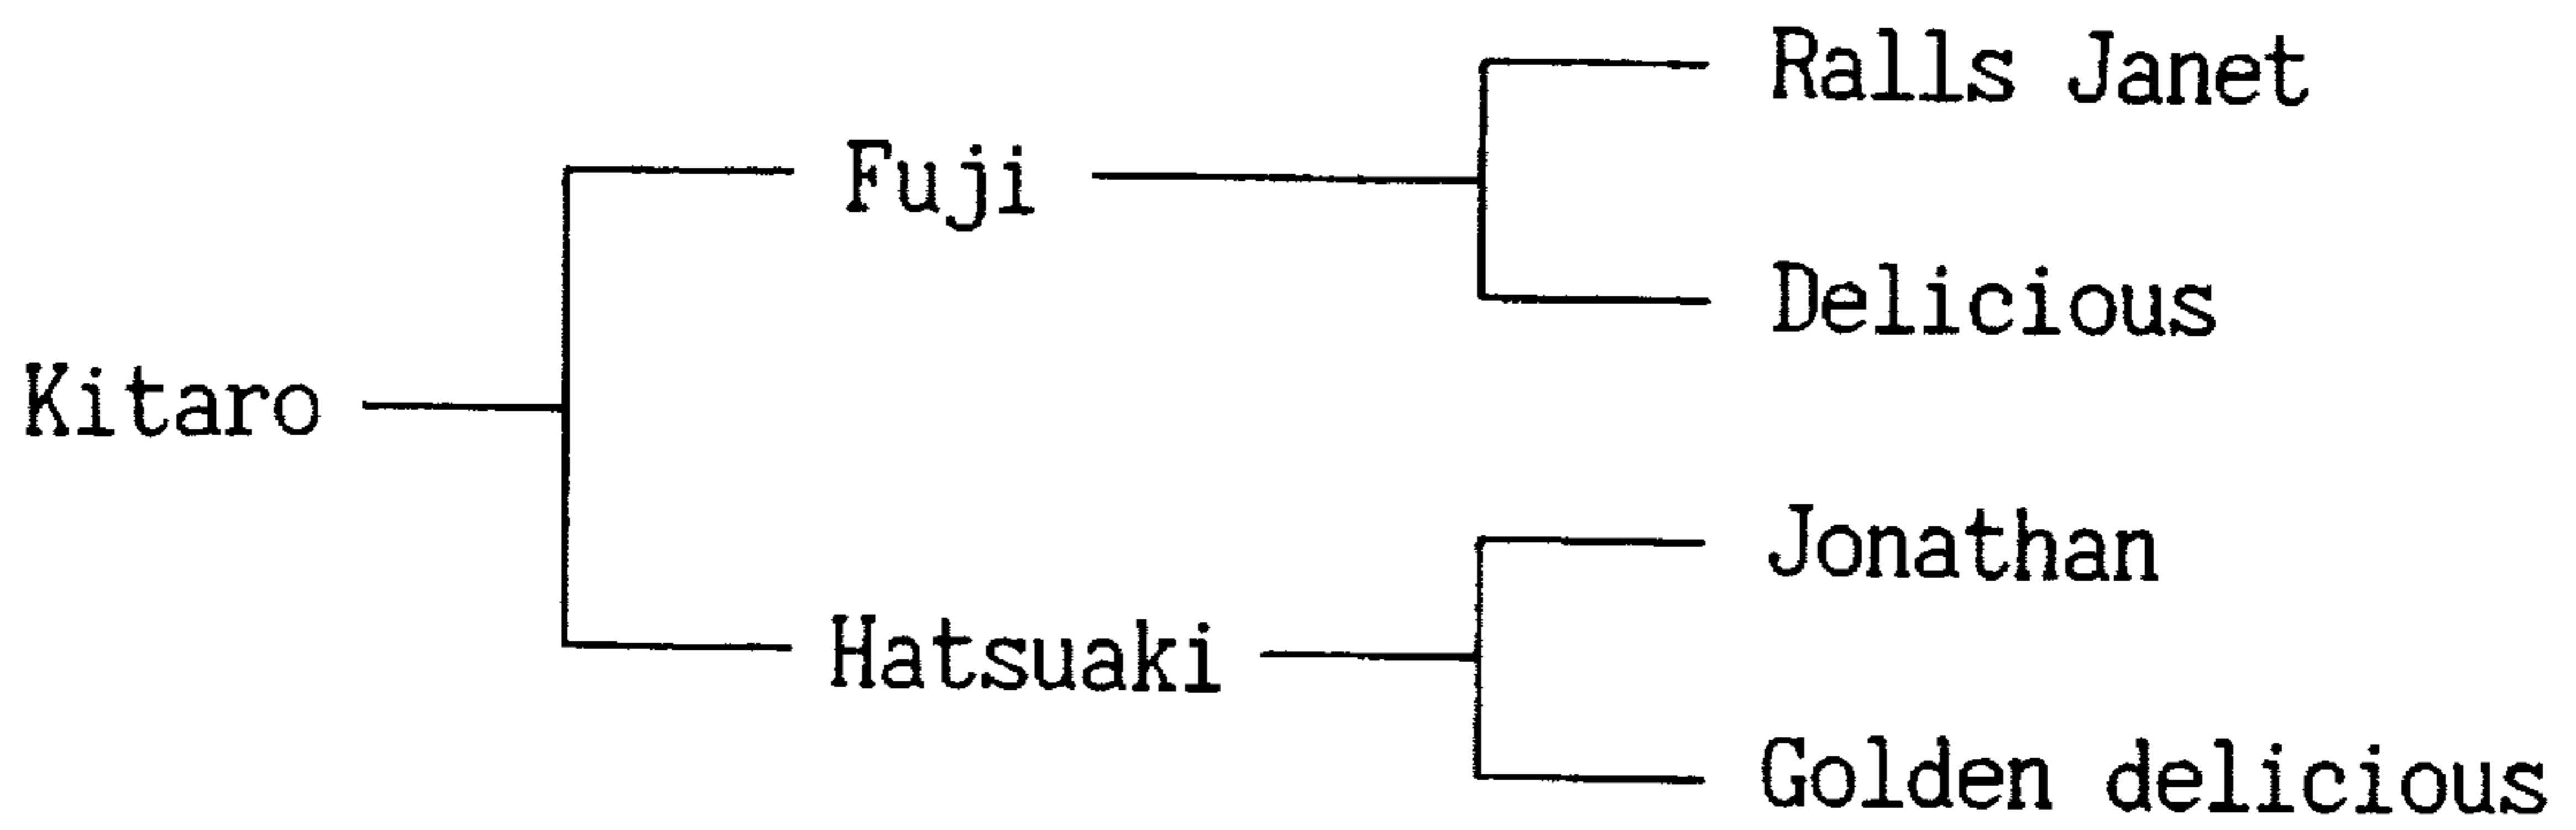 Ralls Janet
Fuji
Delicious
Kitaro
Jonathan
Hatsuaki
Golden delicious